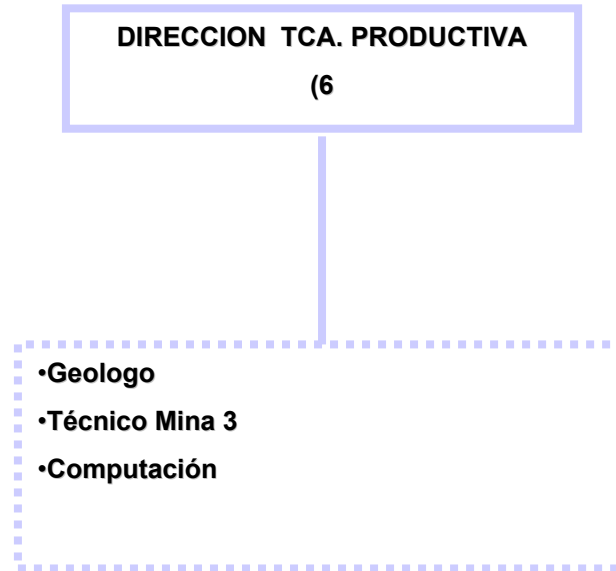 DIRECCION TCA. PRODUCTIVA
(6
•Geologo
•Técnico Mina 3
•Computación